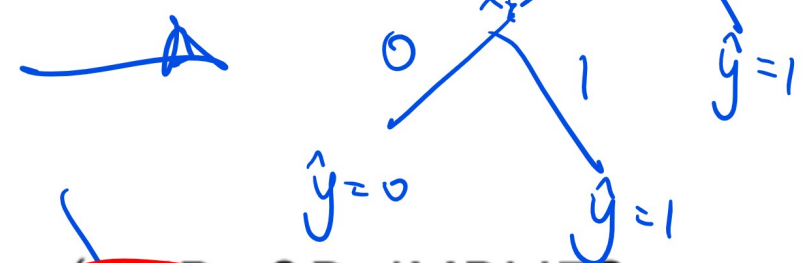 0
1
ŷ = 1
ŷ = 0
ŷ = 1